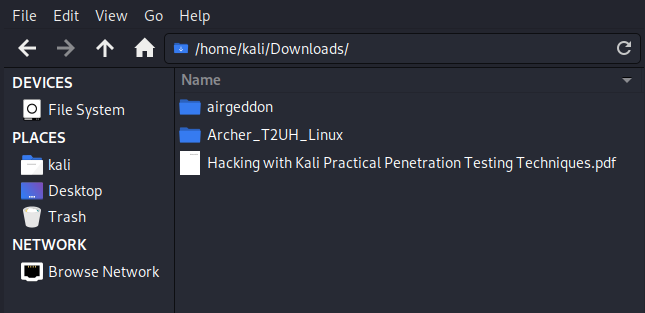 File Edit View Go Help
/home/kali/Downloads/
DEVICES
File System
PLACES
kali
Desktop
Trash
NETWORK
Browse Network
Name
airgeddon
Archer_T2UH_Linux
Hacking with Kali Practical Penetration Testing Techniques.pdf